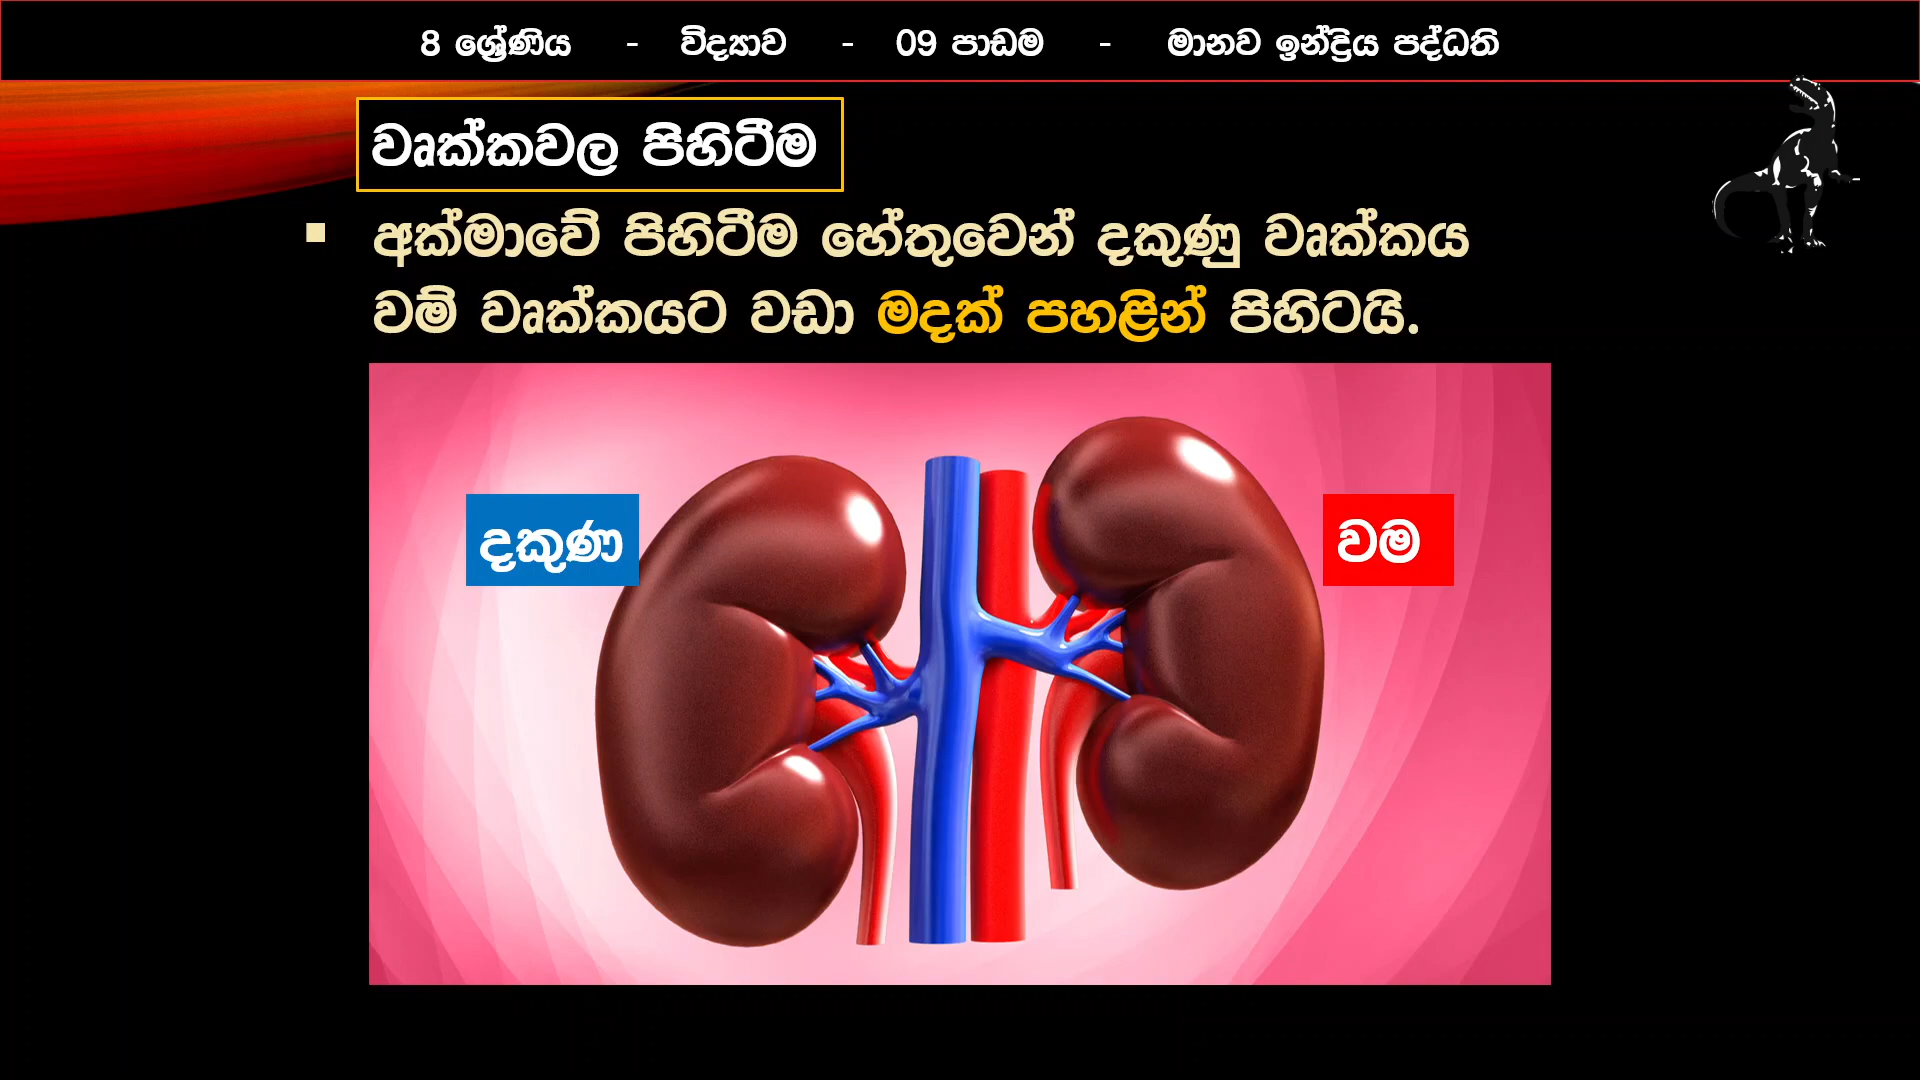 8 ශ්‍රේණිය - විද්‍යාව - 09 පාඩම - මානව ඉන්ද්‍රිය පද්ධති
වෘක්කවල පිහිටීම
▪ අක්මාවේ පිහිටීම හේතුවෙන් දකුණු වෘක්කය
වම් වෘක්කයට වඩා මදක් පහළින් පිහිටයි.
දකුණ
වම